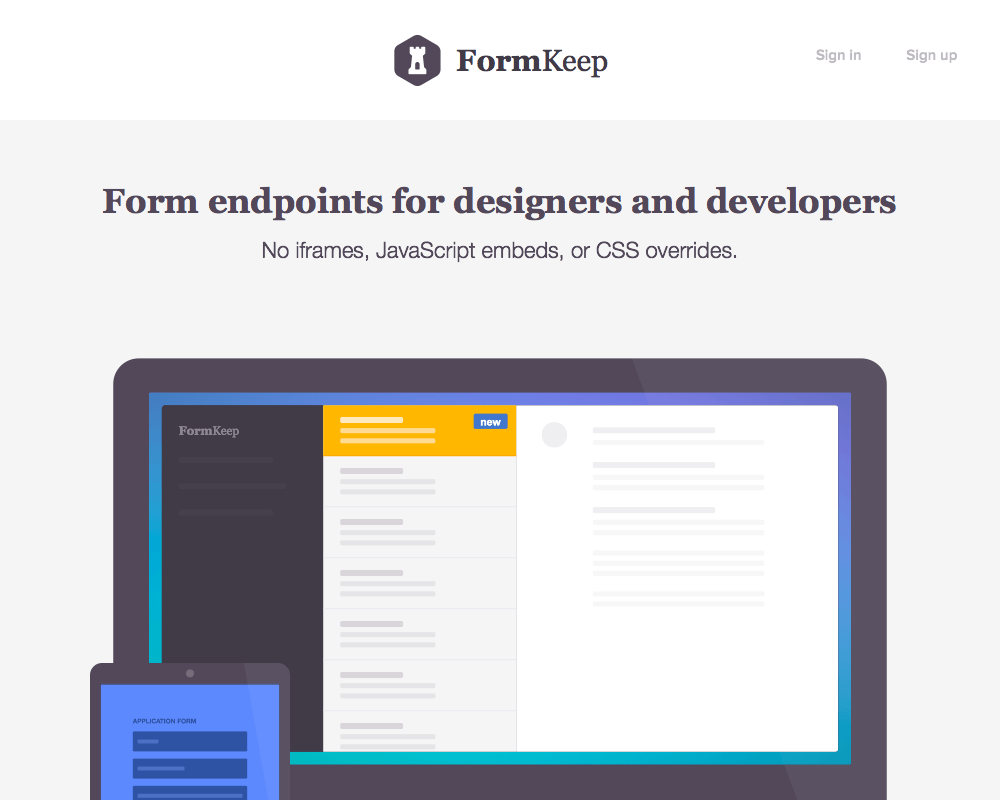 FormKeep
Sign in
Sign up
Form endpoints for designers and developers
No iframes, JavaScript embeds, or CSS overrides.
FormKeep
new
APPLICATION FORM